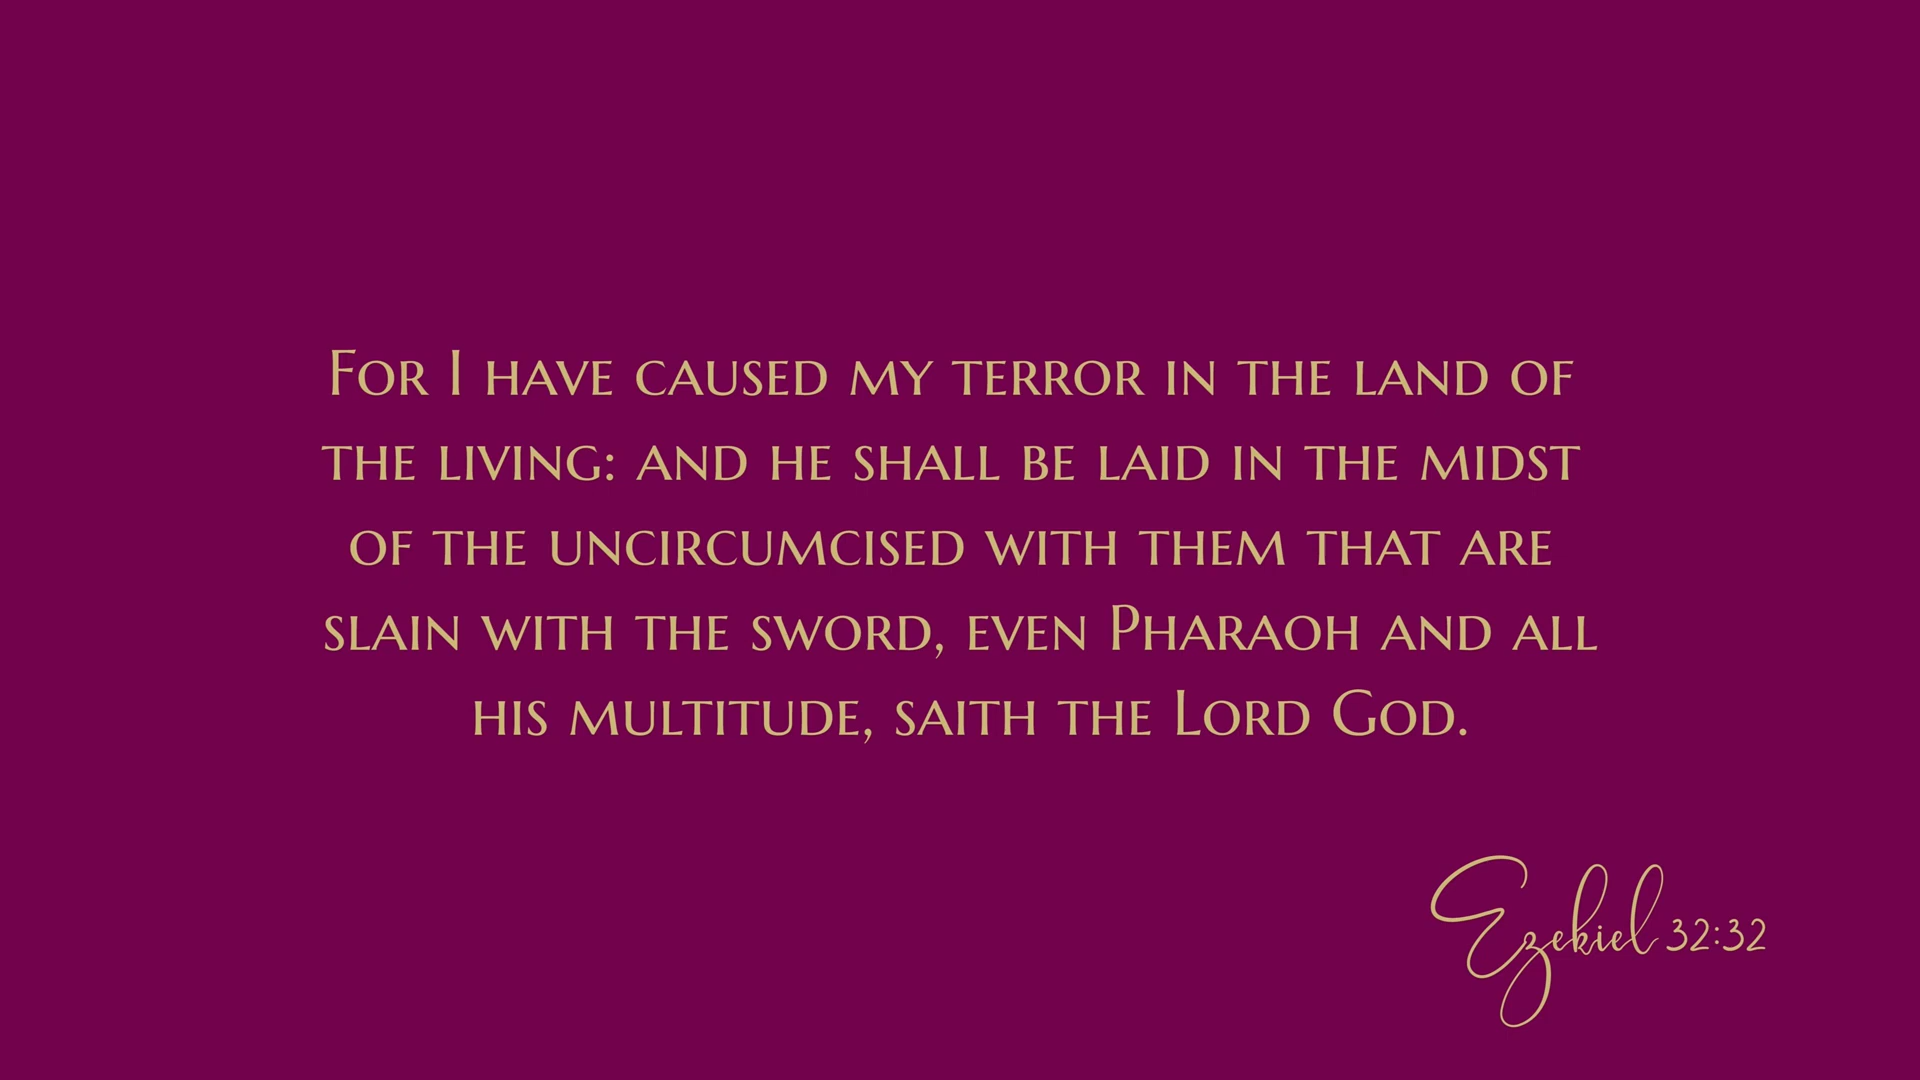 For I have caused my terror in the land of
the living: and he shall be laid in the midst
of the uncircumcised with them that are
slain with the sword, even Pharaoh and all
his multitude, saith the Lord God.
Ezekiel 32:32